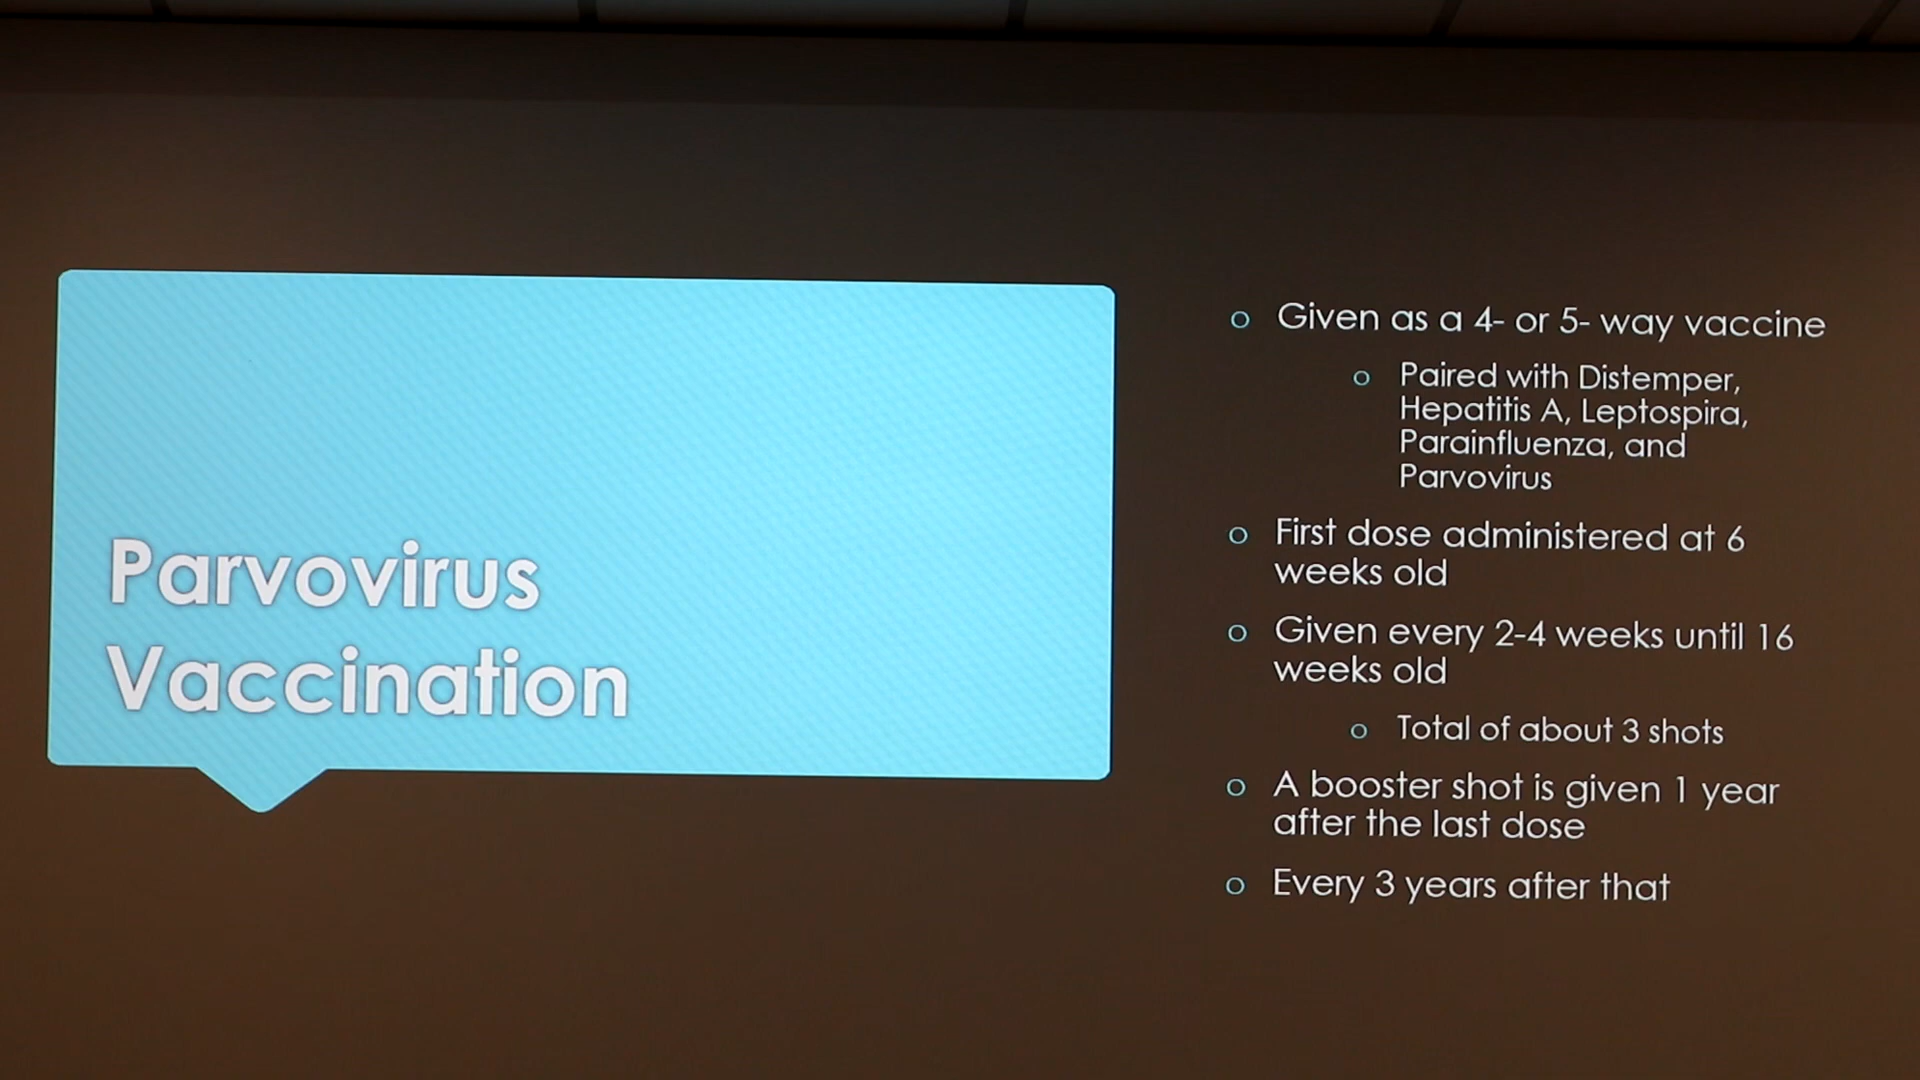 Parvovirus
Vaccination
Given as a 4- or 5- way vaccine
Paired with Distemper,
Hepatitis A, Leptospira,
Parainfluenza, and
Parvovirus
First dose administered at 6
weeks old
Given every 2-4 weeks until 16
weeks old
Total of about 3 shots
A booster shot is given 1 year
after the last dose
Every 3 years after that